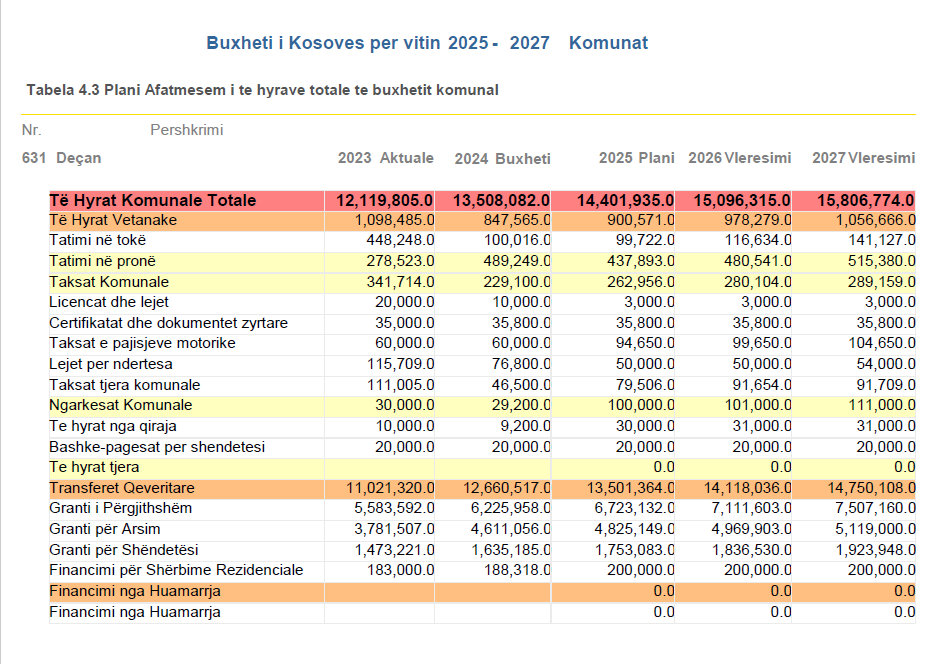 Buxheti i Kosoves per vitin 2025 - 2027 Komunat
Tabela 4.3 Plani Afatmesem i te hyrave totale te buxhetit komunal
Nr. Pershkrimi
631 Deçan 2023 Aktuale 2024 Buxheti 2025 Plani 2026 Vleresimi 2027 Vleresimi
Të Hyrat Komunale Totale 12,119,805.0 13,508,082.0 14,401,935.0 15,096,315.0 15,806,774.0
Të Hyrat Vetanake 1,098,485.0 847,565.0 900,571.0 978,279.0 1,056,666.0
Tatimi në tokë 448,248.0 100,016.0 99,722.0 116,634.0 141,127.0
Tatimi në pronë 278,523.0 489,249.0 437,893.0 480,541.0 515,380.0
Taksat Komunale 341,714.0 229,100.0 262,956.0 280,104.0 289,159.0
Licencat dhe lejet 20,000.0 10,000.0 3,000.0 3,000.0 3,000.0
Certifikatat dhe dokumentet zyrtare 35,000.0 35,800.0 35,800.0 35,800.0 35,800.0
Taksat e pajisjeve motorike 60,000.0 60,000.0 94,650.0 99,650.0 104,650.0
Lejet per ndertesa 115,709.0 76,800.0 50,000.0 50,000.0 54,000.0
Taksat tjera komunale 111,005.0 46,500.0 79,506.0 91,654.0 91,709.0
Ngarkesat Komunale 30,000.0 29,200.0 100,000.0 101,000.0 111,000.0
Te hyrat nga qiraja 10,000.0 9,200.0 30,000.0 31,000.0 31,000.0
Bashke-pagesat per shendetesi 20,000.0 20,000.0 20,000.0 20,000.0 20,000.0
Te hyrat tjera 0.0 0.0 0.0
Transferet Qeveritare 11,021,320.0 12,660,517.0 13,501,364.0 14,118,036.0 14,750,108.0
Granti i Përgjithshëm 5,583,592.0 6,225,958.0 6,723,132.0 7,111,603.0 7,507,160.0
Granti për Arsim 3,781,507.0 4,611,056.0 4,825,149.0 4,969,903.0 5,119,000.0
Granti për Shëndetësi 1,473,221.0 1,635,185.0 1,753,083.0 1,836,530.0 1,923,948.0
Financimi për Shërbime Rezidenciale 183,000.0 188,318.0 200,000.0 200,000.0 200,000.0
Financimi nga Huamarrja 0.0 0.0 0.0
Financimi nga Huamarrja 0.0 0.0 0.0